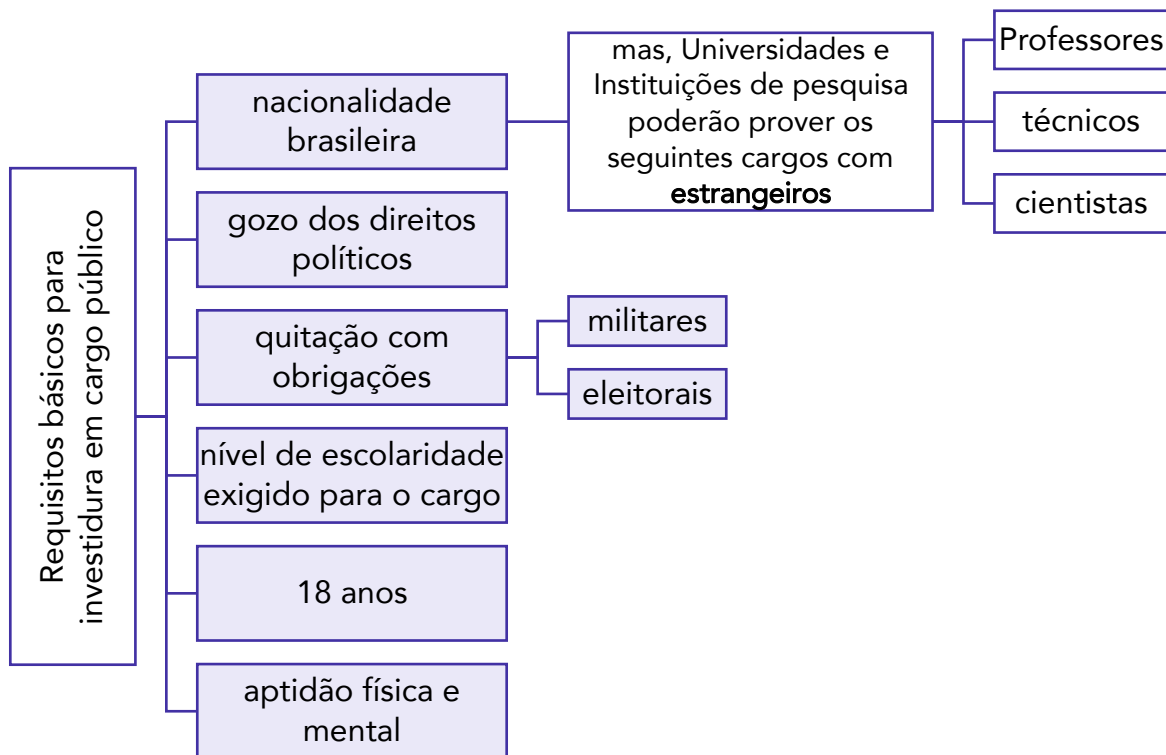 Requisitos básicos para
investidura em cargo público
nacionalidade
brasileira
mas, Universidades e
Instituições de pesquisa
poderão prover os
seguintes cargos com
estrangeiros
Professores
técnicos
cientistas
gozo dos direitos
políticos
quitação com
obrigações
militares
eleitorais
nível de escolaridade
exigido para o cargo
18 anos
aptidão física e
mental